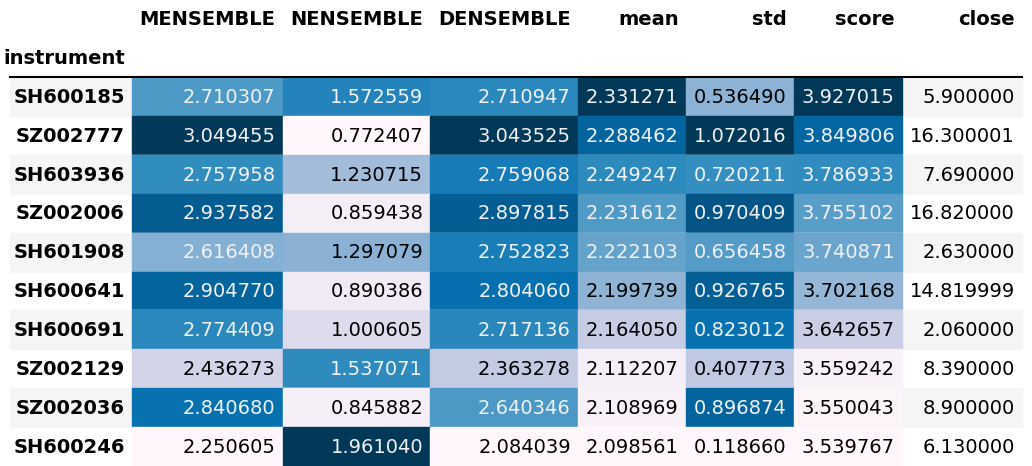 MENSEMBLE NENSEMBLE DENSEMBLE mean std score close
instrument
SH600185 2.710307 1.572559 2.710947 2.331271 0.536490 3.927015 5.900000
SZ002777 3.049455 0.772407 3.043525 2.288462 1.072016 3.849806 16.300001
SH603936 2.757958 1.230715 2.759068 2.249247 0.720211 3.786933 7.690000
SZ002006 2.937582 0.859438 2.897815 2.231612 0.970409 3.755102 16.820000
SH601908 2.616408 1.297079 2.752823 2.222103 0.656458 3.740871 2.630000
SH600641 2.904770 0.890386 2.804060 2.199739 0.926765 3.702168 14.819999
SH600691 2.774409 1.000605 2.717136 2.164050 0.823012 3.642657 2.060000
SZ002129 2.436273 1.537071 2.363278 2.112207 0.407773 3.559242 8.390000
SZ002036 2.840680 0.845882 2.640346 2.108969 0.896874 3.550043 8.900000
SH600246 2.250605 1.961040 2.084039 2.098561 0.118660 3.539767 6.130000